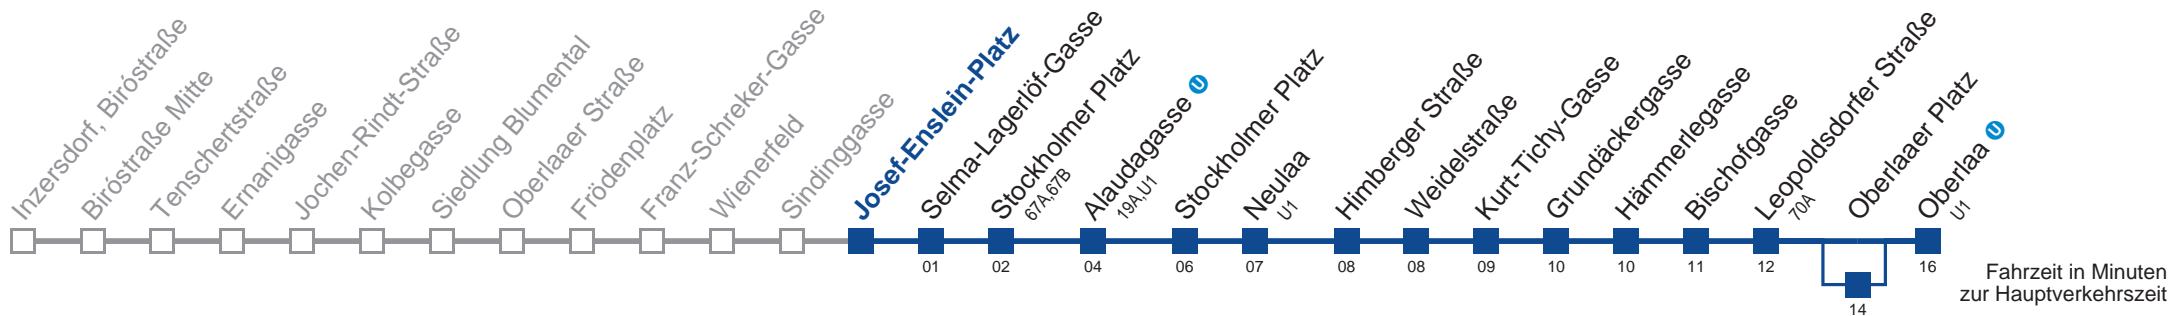 Inzersdorf, Biróstraße
Biróstraße Mitte
Tenschertstraße
Ernanigasse
Jochen-Rindt-Straße
Kolbegasse
Siedlung Blumental
Oberlaaer Straße
Frödenplatz
Franz-Schreker-Gasse
Wienerfeld
Sindinggasse
Josef-Enslein-Platz
Selma-Lagerlöf-Gasse
01
Stockholmer Platz
67A,67B
02
Alaudagasse U
19A,U1
04
Stockholmer Platz
06
Neulaa
U1
07
Himberger Straße
08
Weidelstraße
08
Kurt-Tichy-Gasse
09
Grundäckergasse
10
Hämmerlegasse
10
Bischofgasse
11
Leopoldsdorfer Straße
70A
12
Oberlaaer Platz
14
Oberlaa U
U1
16
Fahrzeit in Minuten
zur Hauptverkehrszeit